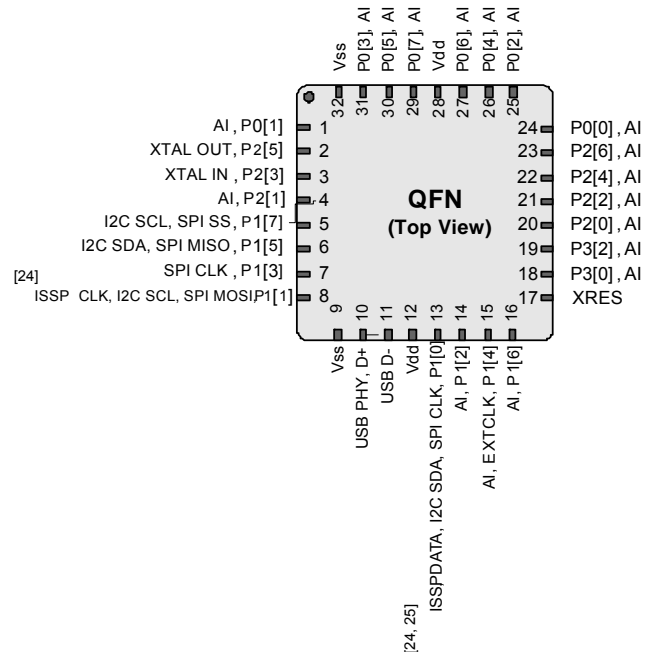 Vss
P0[3], AI
P0[5], AI
P0[7], AI
Vdd
P0[6], AI
P0[4], AI
P0[2], AI
32
31
30
29
28
27
26
25
AI, P0[1] 1
XTAL OUT, P2[5] 2
XTAL IN, P2[3] 3
AI, P2[1] 4
I2C SCL, SPI SS, P1[7] 5
I2C SDA, SPI MISO, P1[5] 6
SPI CLK, P1[3] 7
[24]
ISSP CLK, I2C SCL, SPI MOSI, P1[1] 8
QFN
(Top View)
24 P0[0], AI
23 P2[6], AI
22 P2[4], AI
21 P2[2], AI
20 P2[0], AI
19 P3[2], AI
18 P3[0], AI
17 XRES
9
10
11
12
13
14
15
16
Vss
USB PHY, D+
USB D-
Vdd
ISSPDATA, I2C SDA, SPI CLK, P1[0]
AI, P1[2]
AI, EXTCLK, P1[4]
AI, P1[6]
[24, 25]